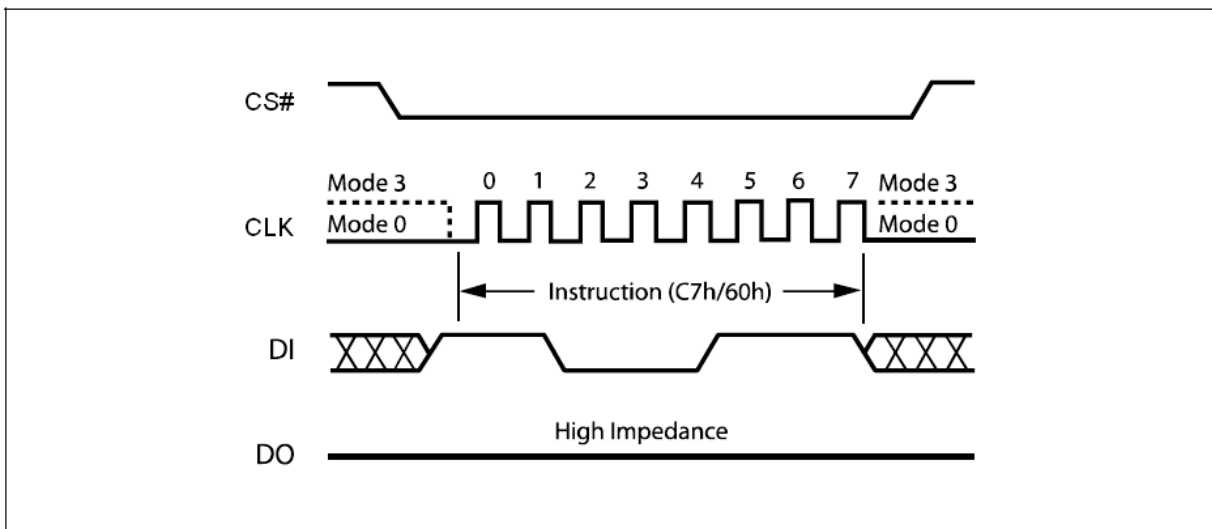 CS#
Mode 3 0 1 2 3 4 5 6 7 Mode 3
CLK Mode 0 Mode 0
Instruction (C7h/60h)
DI
High Impedance
DO